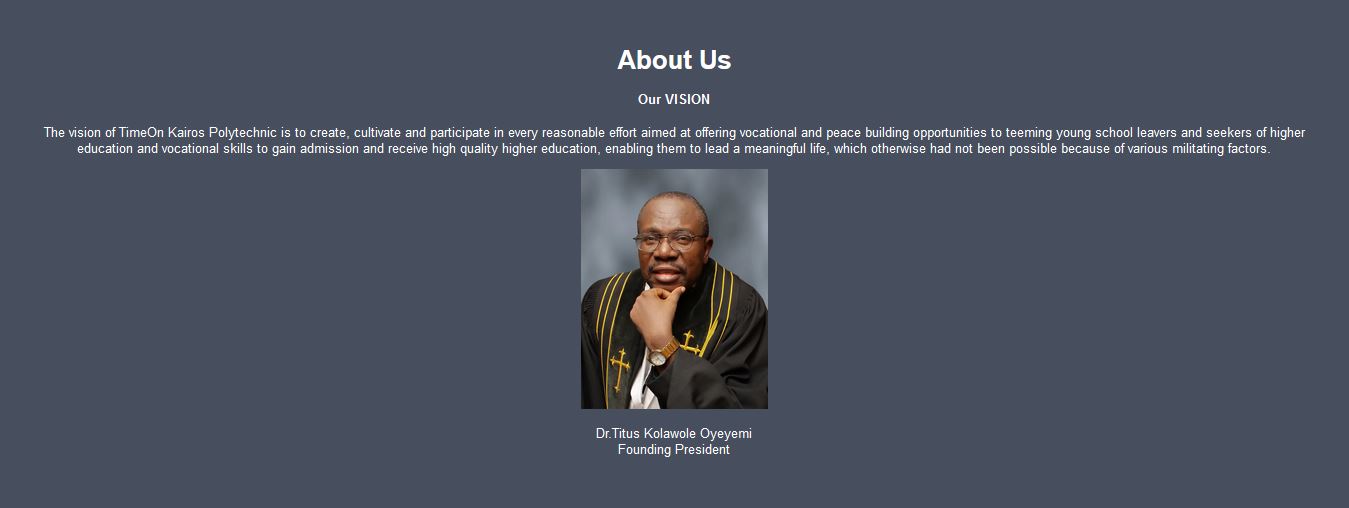 About Us
Our VISION
The vision of TimeOn Kairos Polytechnic is to create, cultivate and participate in every reasonable effort aimed at offering vocational and peace building opportunities to teeming young school leavers and seekers of higher
education and vocational skills to gain admission and receive high quality higher education, enabling them to lead a meaningful life, which otherwise had not been possible because of various militating factors.
Dr.Titus Kolawole Oyeyemi
Founding President